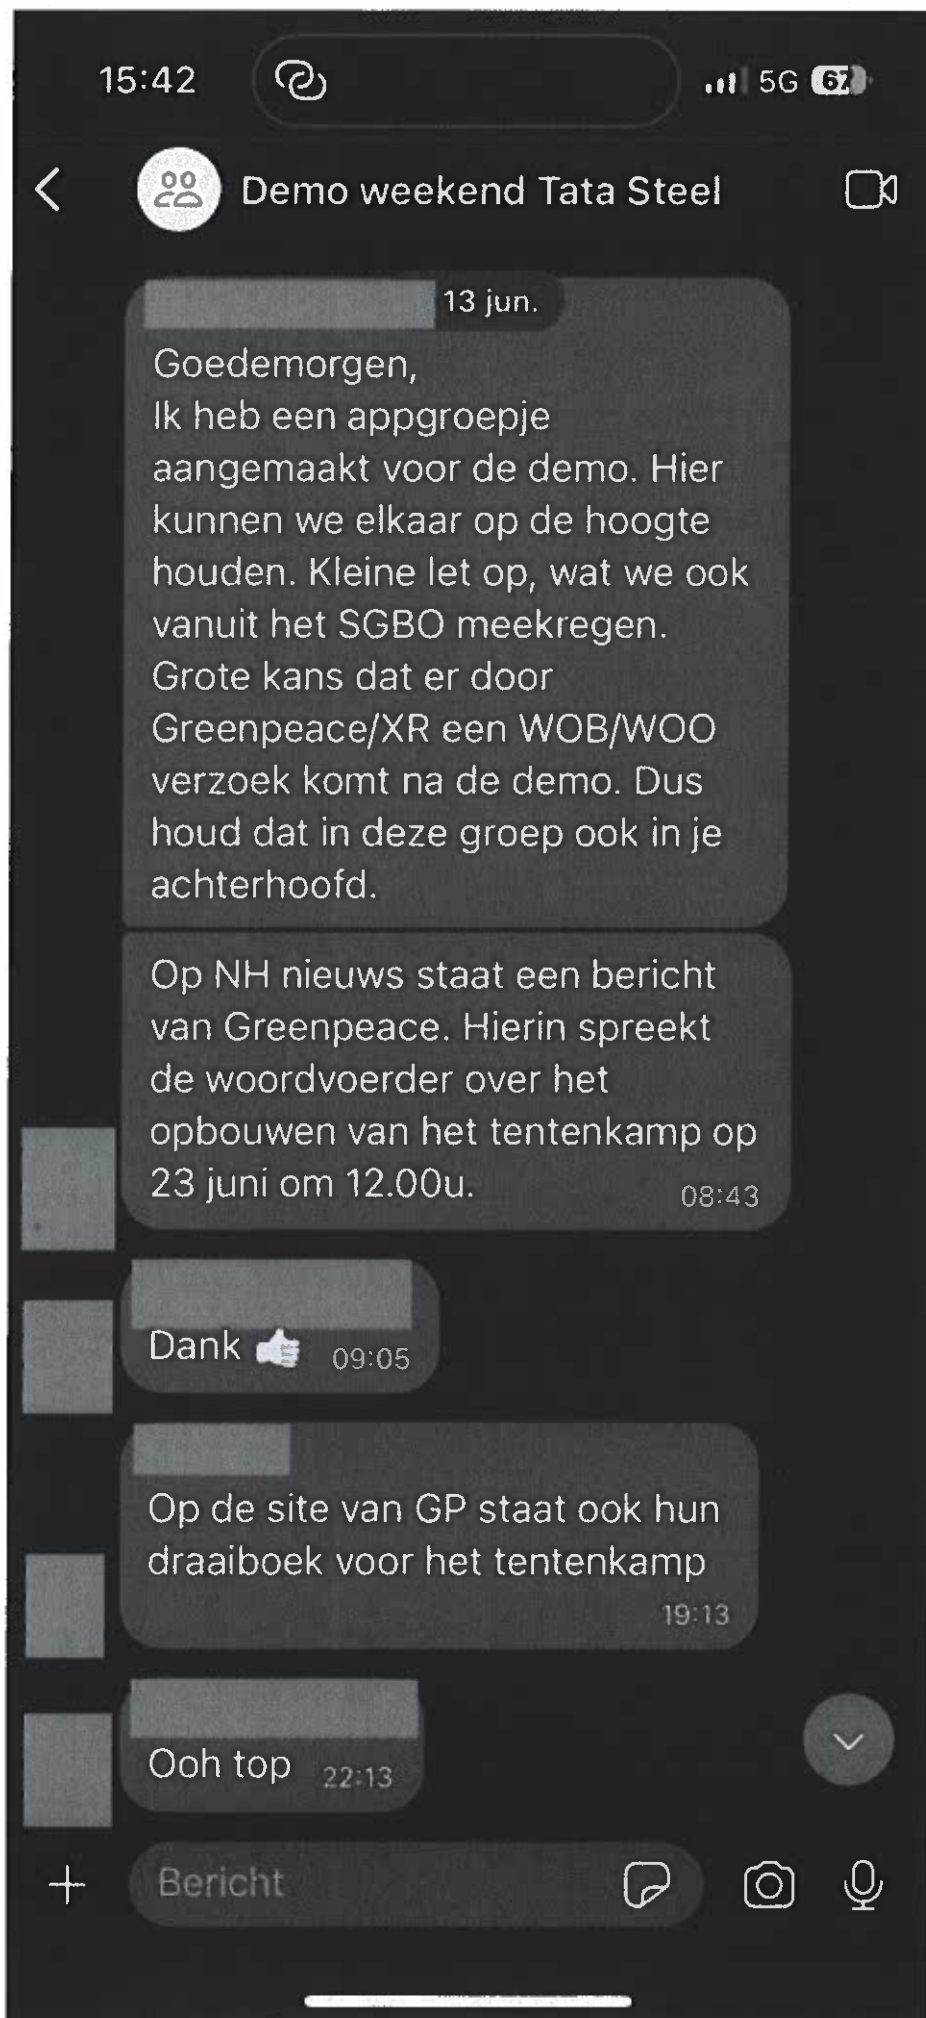 15:42
5G 67
Demo weekend Tata Steel
13 jun.
Goedemorgen,
Ik heb een appgroepje
aangemaakt voor de demo. Hier
kunnen we elkaar op de hoogte
houden. Kleine let op, wat we ook
vanuit het SGBO meekregen.
Grote kans dat er door
Greenpeace/XR een WOB/WOO
verzoek komt na de demo. Dus
houd dat in deze groep ook in je
achterhoofd.
Op NH nieuws staat een bericht
van Greenpeace. Hierin spreekt
de woordvoerder over het
opbouwen van het tentenkamp op
23 juni om 12.00u.
08:43
Dank 👍 09:05
Op de site van GP staat ook hun
draaiboek voor het tentenkamp
19:13
Ooh top 22:13
Bericht